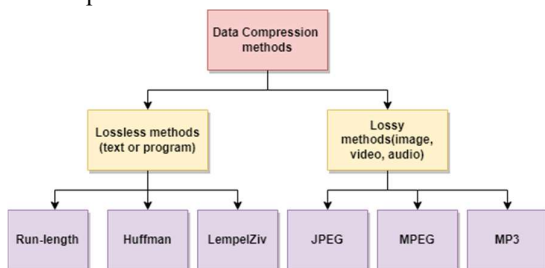 Data Compression
methods
Lossless methods
(text or program)
Lossy
methods(image,
video, audio)
Run-length
Huffman
LempelZiv
JPEG
MPEG
MP3